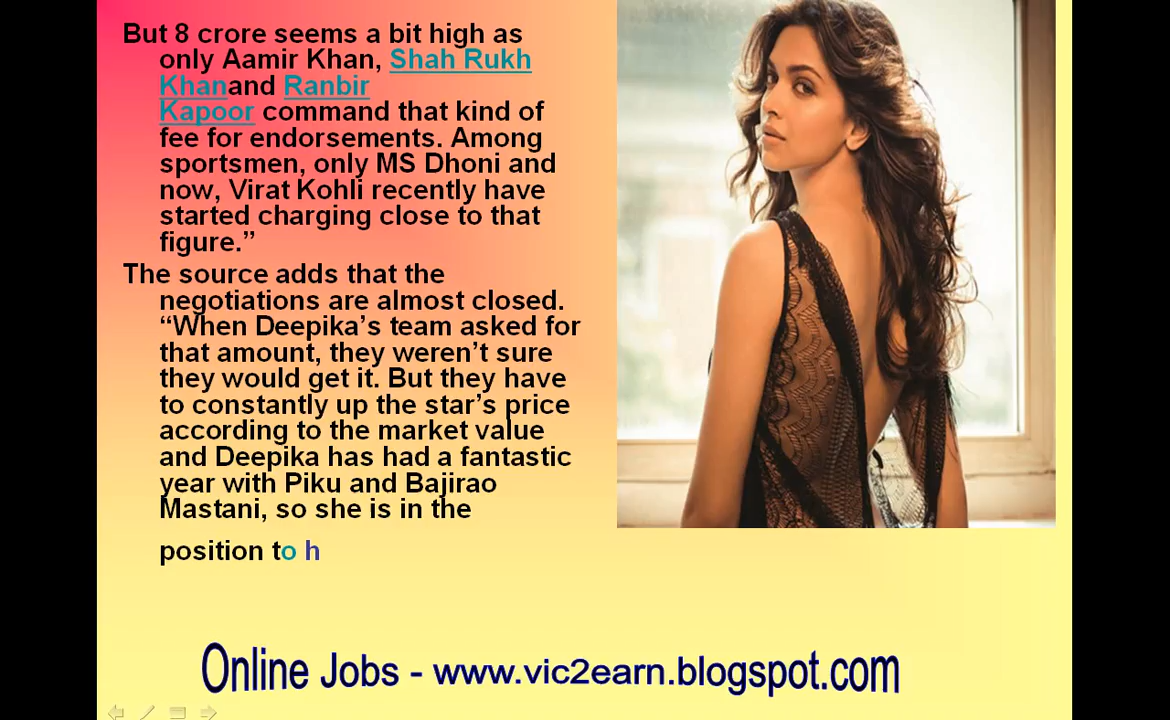 But 8 crore seems a bit high as
only Aamir Khan, Shah Rukh
Khanand Ranbir
Kapoor command that kind of
fee for endorsements. Among
sportsmen, only MS Dhoni and
now, Virat Kohli recently have
started charging close to that
figure.”
The source adds that the
negotiations are almost closed.
“When Deepika’s team asked for
that amount, they weren’t sure
they would get it. But they have
to constantly up the star’s price
according to the market value
and Deepika has had a fantastic
year with Piku and Bajirao
Mastani, so she is in the
position to h
Online Jobs - www.vic2earn.blogspot.com